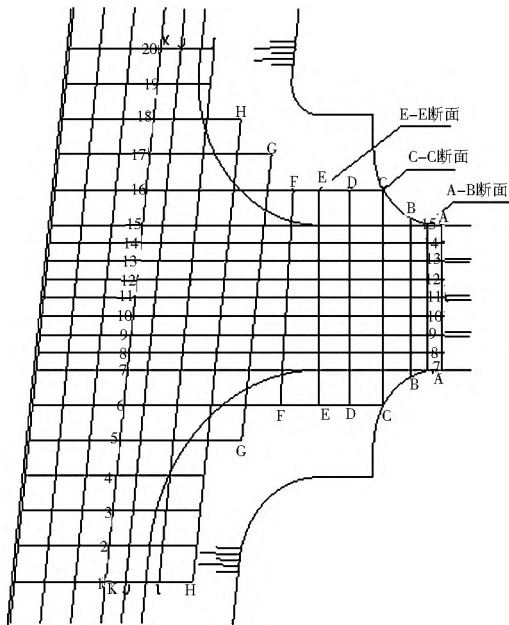 20 K J
19
18 H
17 G
E-E断面
C-C断面
A-B断面
16 F E D C
B A
15 15
14 4
13 13
12 12
11 11
10 10
9 9
8 8
7 7
B A
6 F E D C
5 G
4
3
2
1 K J H